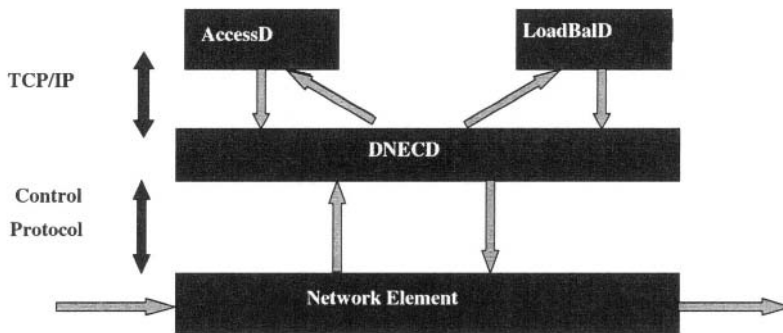 AccessD
LoadBalD
TCP/IP
DNECD
Control
Protocol
Network Element